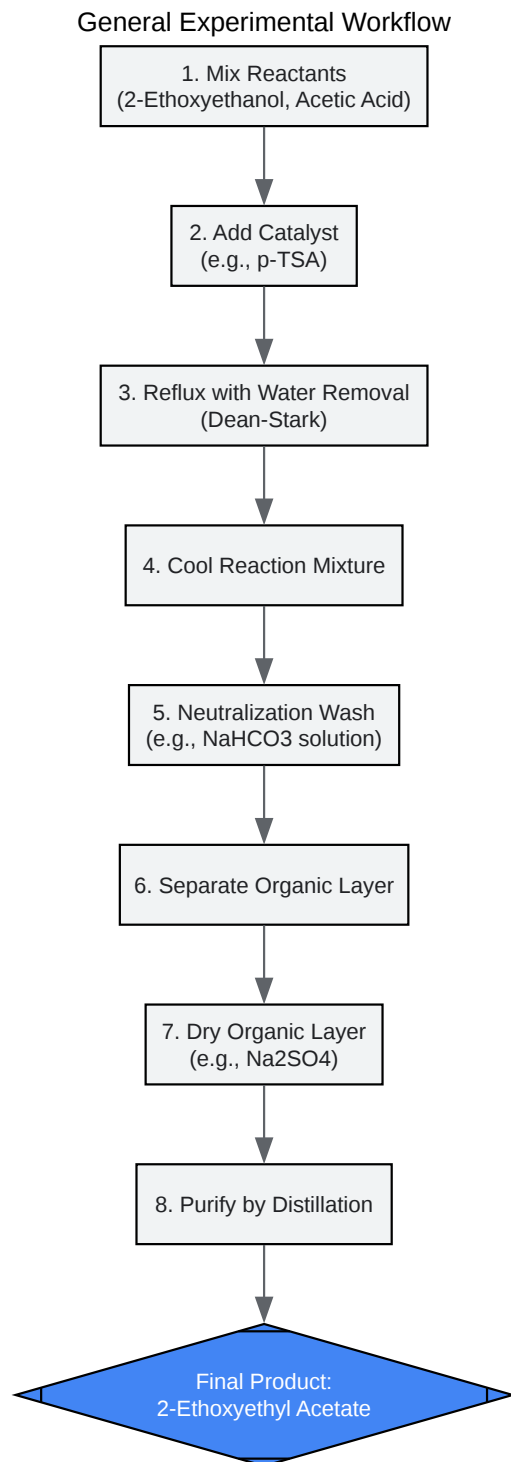 General Experimental Workflow
1. Mix Reactants
(2-Ethoxyethanol, Acetic Acid)
2. Add Catalyst
(e.g., p-TSA)
3. Reflux with Water Removal
(Dean-Stark)
4. Cool Reaction Mixture
5. Neutralization Wash
(e.g., NaHCO3 solution)
6. Separate Organic Layer
7. Dry Organic Layer
(e.g., Na2SO4)
8. Purify by Distillation
Final Product:
2-Ethoxyethyl Acetate